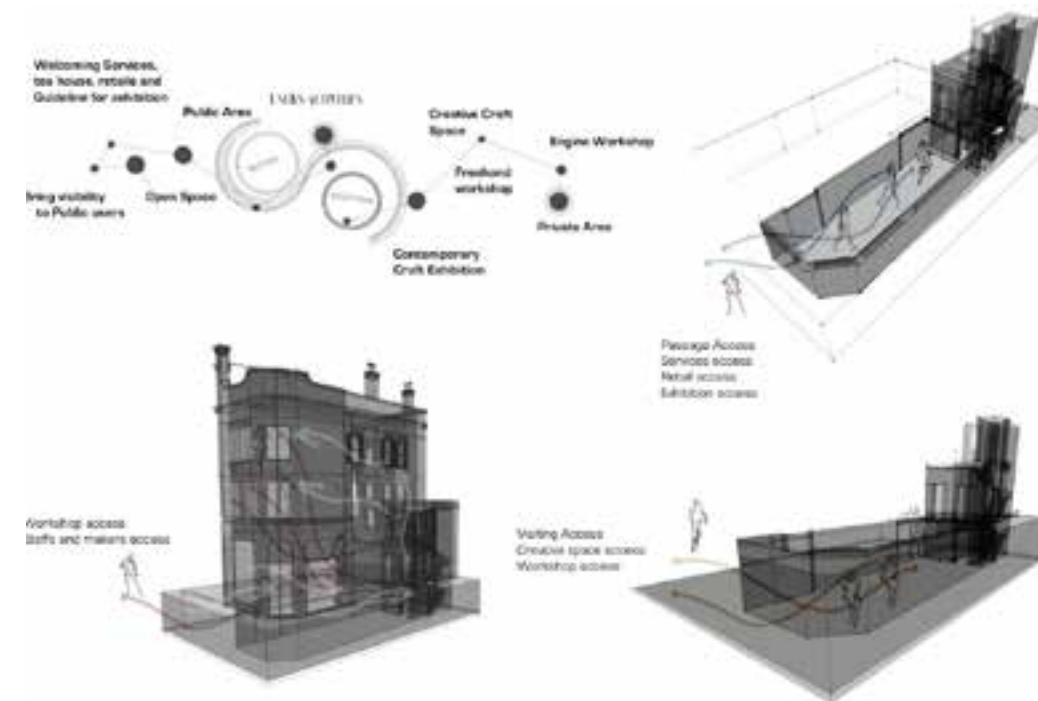 Welcoming Services,
tea house, retails and
Guideline for exhibition
Public Area
Creative Craft
Space
Engine Workshop
Freehand
workshop
Bring visibility
to Public users
Open Space
Private Area
Contemporary
Craft Exhibition
Passage Access
Services access
Retail access
Exhibition access
Workshop access
Staffs and makers access
Visiting Access
Creative space access
Workshop access